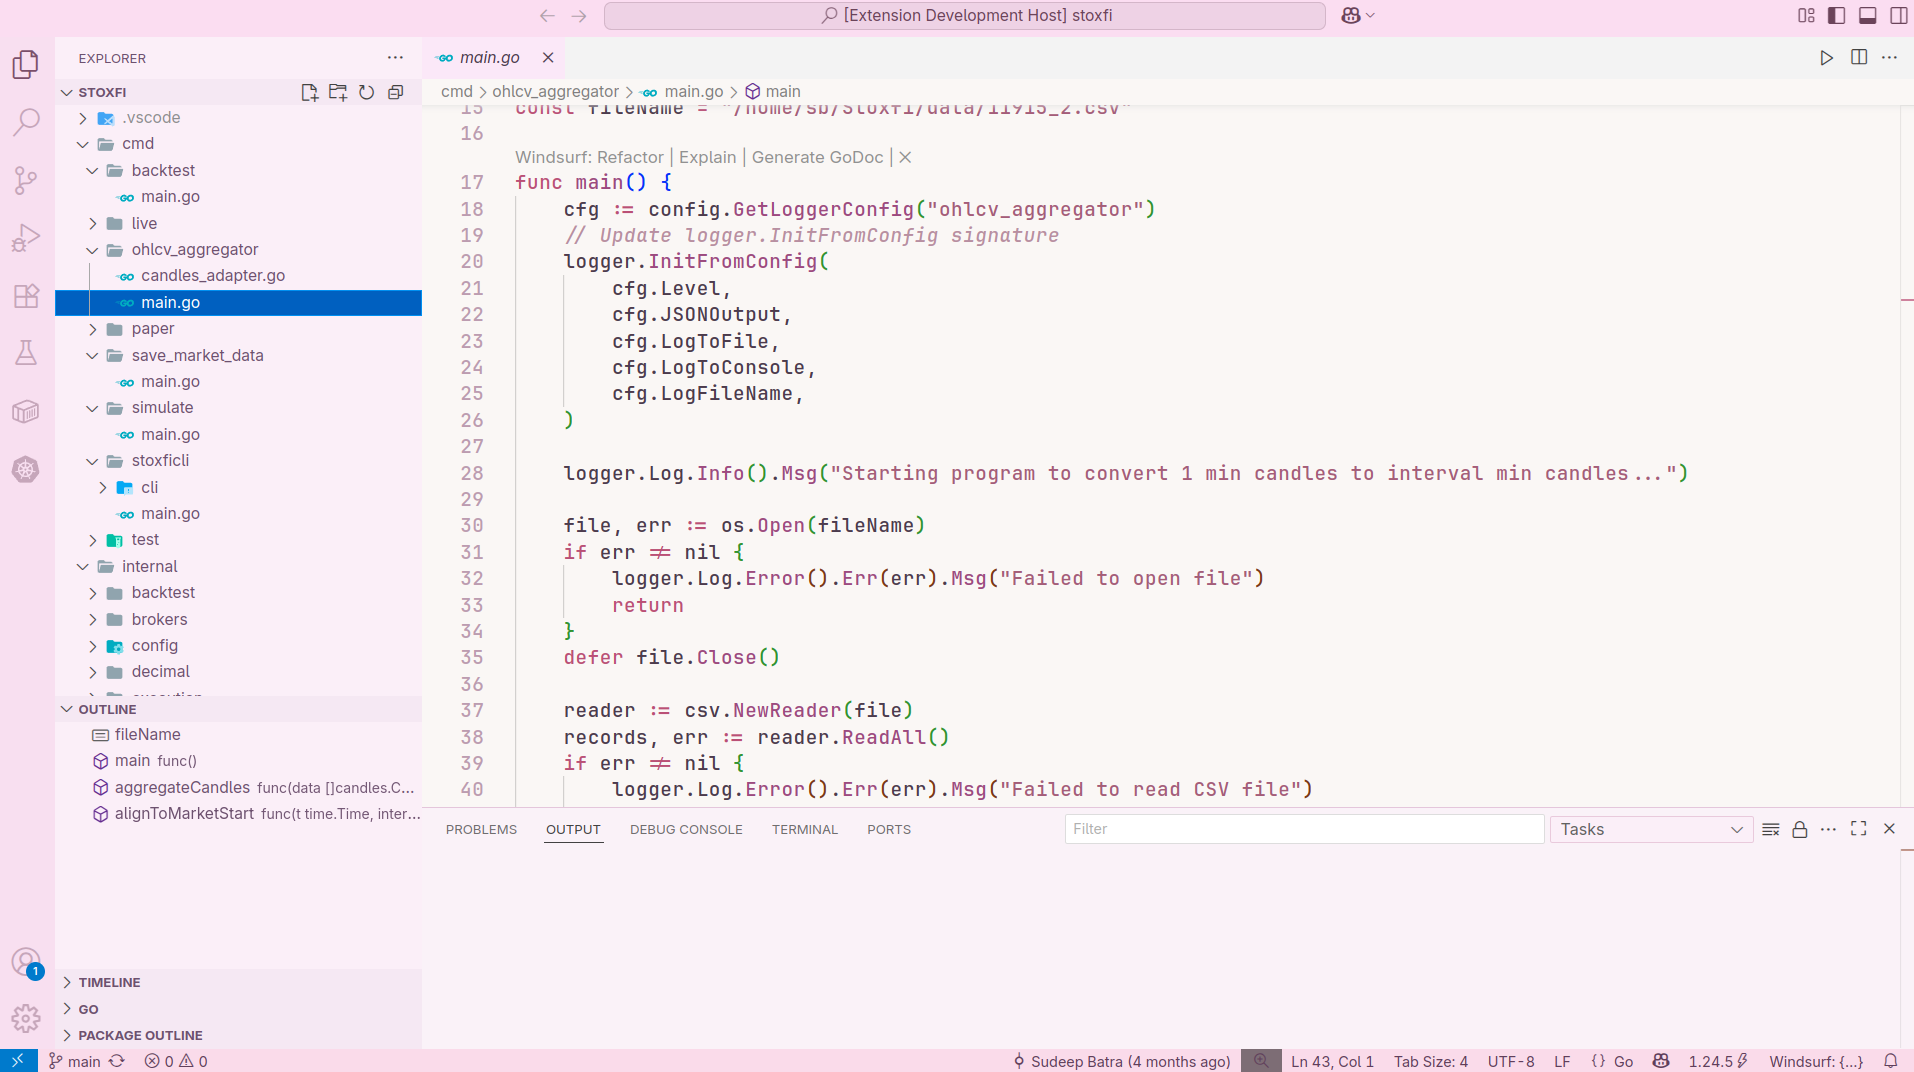 [Extension Development Host] stoxfi
EXPLORER
main.go
STOXFI
cmd > ohlcv_aggregator > main.go > main
.vscode
cmd
backtest
main.go
live
ohlcv_aggregator
candles_adapter.go
main.go
paper
save_market_data
main.go
simulate
main.go
stoxficli
cli
main.go
test
internal
backtest
brokers
config
decimal
execution
OUTLINE
fileName
main func()
aggregateCandles func(data []candles.C...
alignToMarketStart func(t time.Time, inter...
TIMELINE
GO
PACKAGE OUTLINE
15 const fileName = "/home/sb/Stoxfi/data/11915_2.csv"
16
Windsurf: Refactor | Explain | Generate GoDoc | ×
17 func main() {
18 cfg := config.GetLoggerConfig("ohlcv_aggregator")
19 // Update logger.InitFromConfig signature
20 logger.InitFromConfig(
21 cfg.Level,
22 cfg.JSONOutput,
23 cfg.LogToFile,
24 cfg.LogToConsole,
25 cfg.LogFileName,
26 )
27
28 logger.Log.Info().Msg("Starting program to convert 1 min candles to interval min candles...")
29
30 file, err := os.Open(fileName)
31 if err != nil {
32 logger.Log.Error().Err(err).Msg("Failed to open file")
33 return
34 }
35 defer file.Close()
36
37 reader := csv.NewReader(file)
38 records, err := reader.ReadAll()
39 if err != nil {
40 logger.Log.Error().Err(err).Msg("Failed to read CSV file")
PROBLEMS OUTPUT DEBUG CONSOLE TERMINAL PORTS Filter Tasks
1
main 0 0 Sudeep Batra (4 months ago) Ln 43, Col 1 Tab Size: 4 UTF-8 LF {} Go 1.24.5 Windsurf: {...}